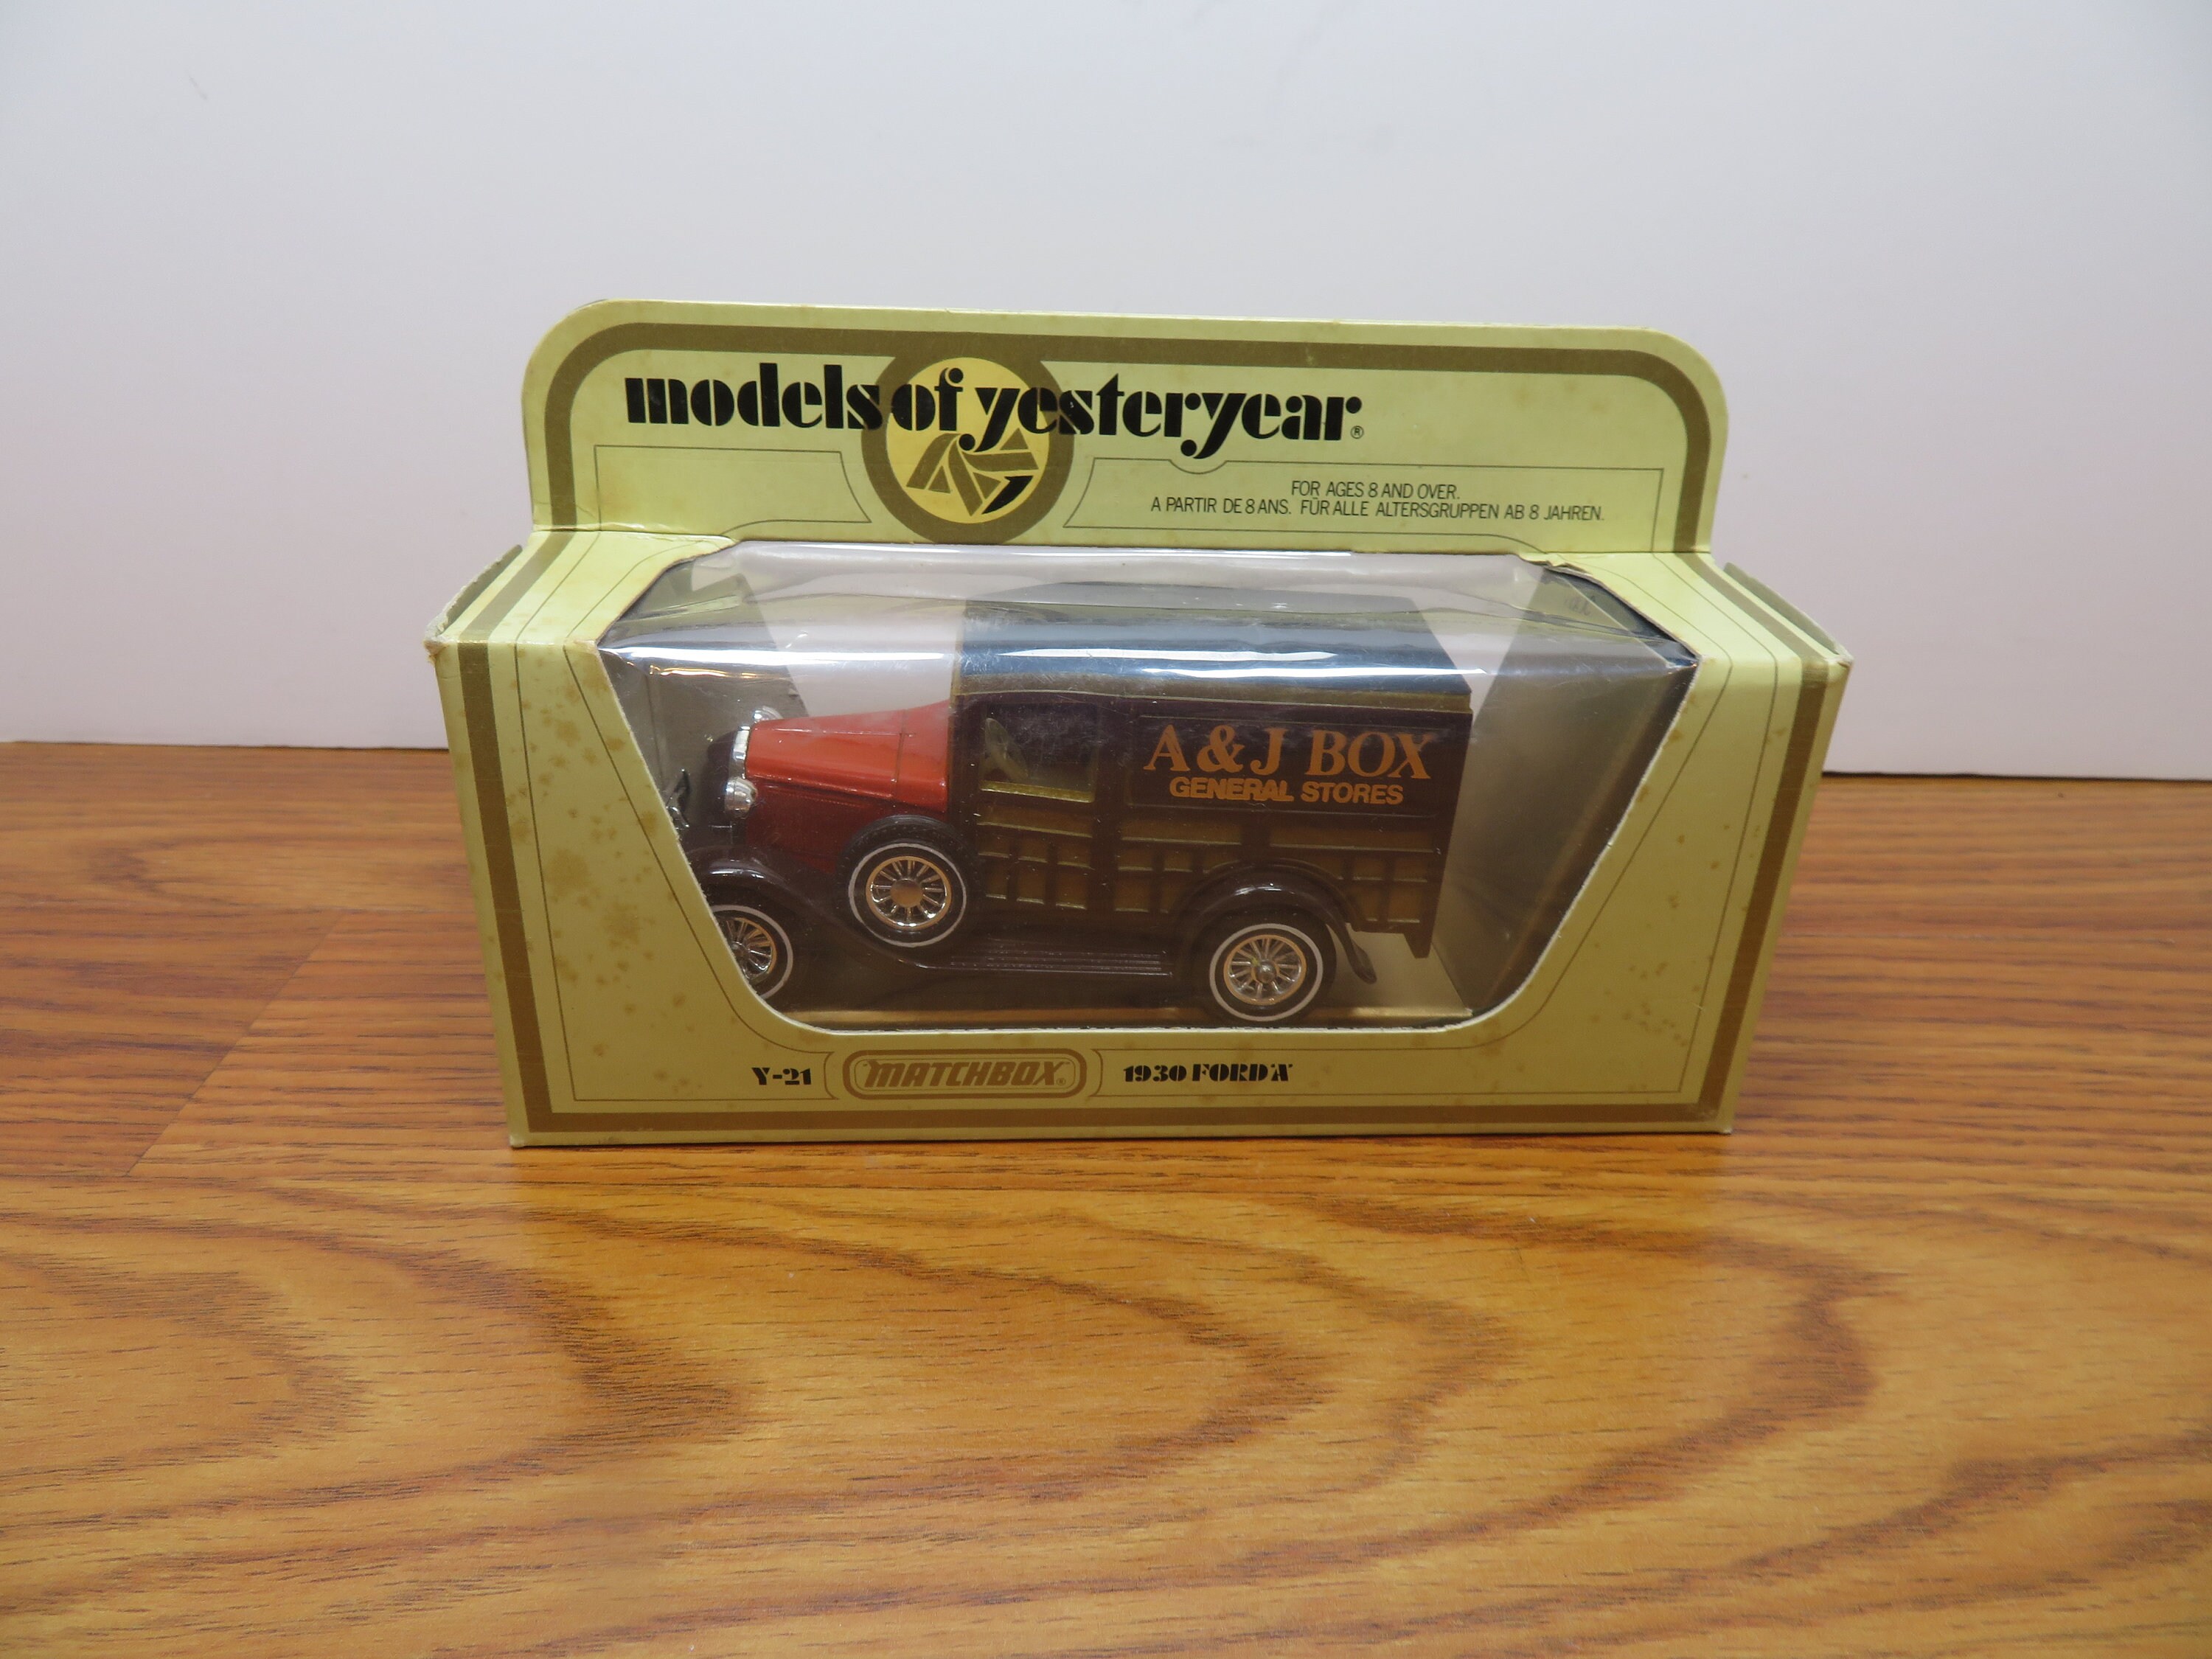 models of yesteryear®
FOR AGES 8 AND OVER.
A PARTIR DE 8 ANS. FÜR ALLE ALTERSGRUPPEN AB 8 JAHREN.
A & J BOX
GENERAL STORES
Y-21 MATCHBOX® 1930 FORD 'A'